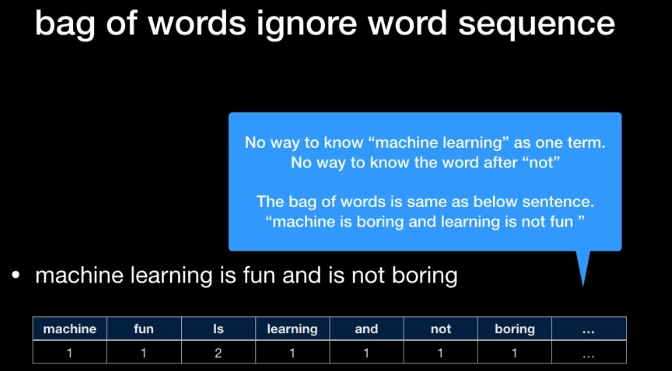 bag of words ignore word sequence
No way to know “machine learning” as one term.
No way to know the word after “not”
The bag of words is same as below sentence.
“machine is boring and learning is not fun ”
• machine learning is fun and is not boring
machine fun Is learning and not boring ...
1 1 2 1 1 1 1 ...